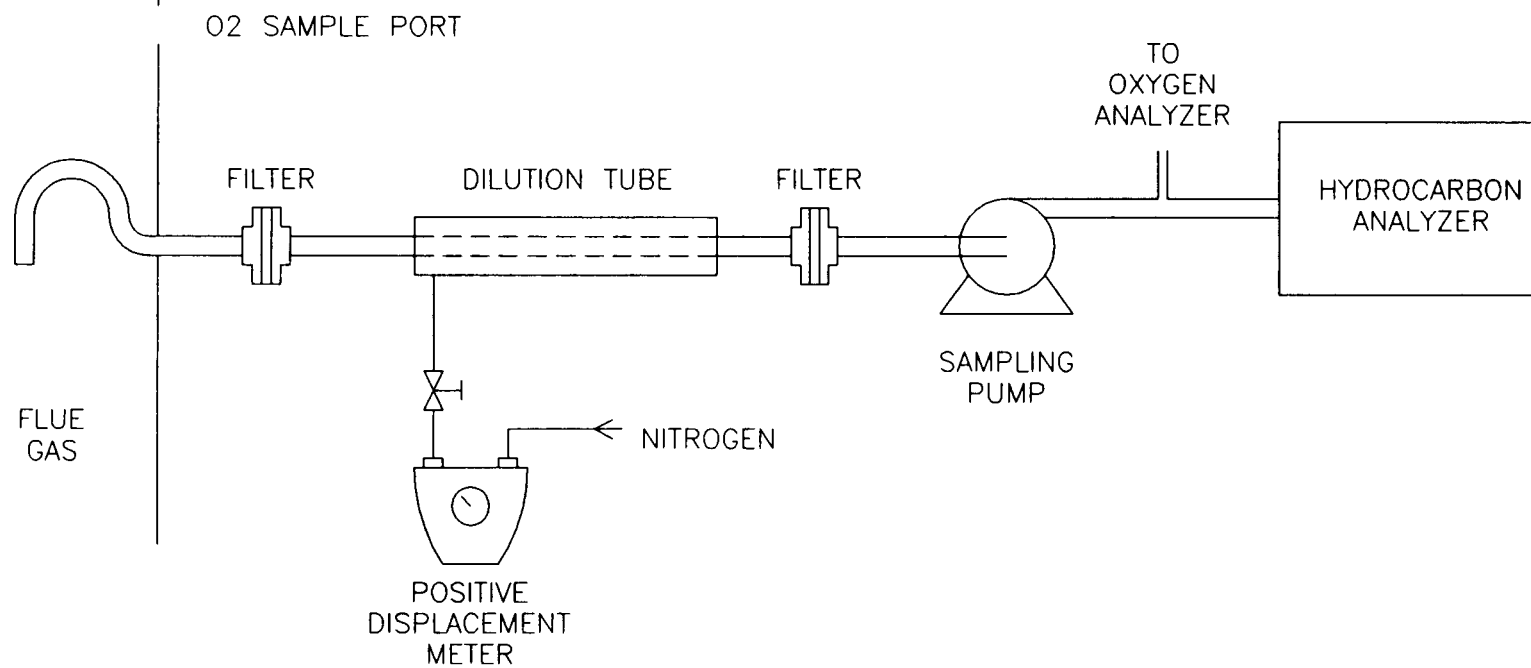 O2 SAMPLE PORT
TO
OXYGEN
ANALYZER
FILTER
DILUTION TUBE
FILTER
HYDROCARBON
ANALYZER
SAMPLING
PUMP
FLUE
GAS
NITROGEN
POSITIVE
DISPLACEMENT
METER